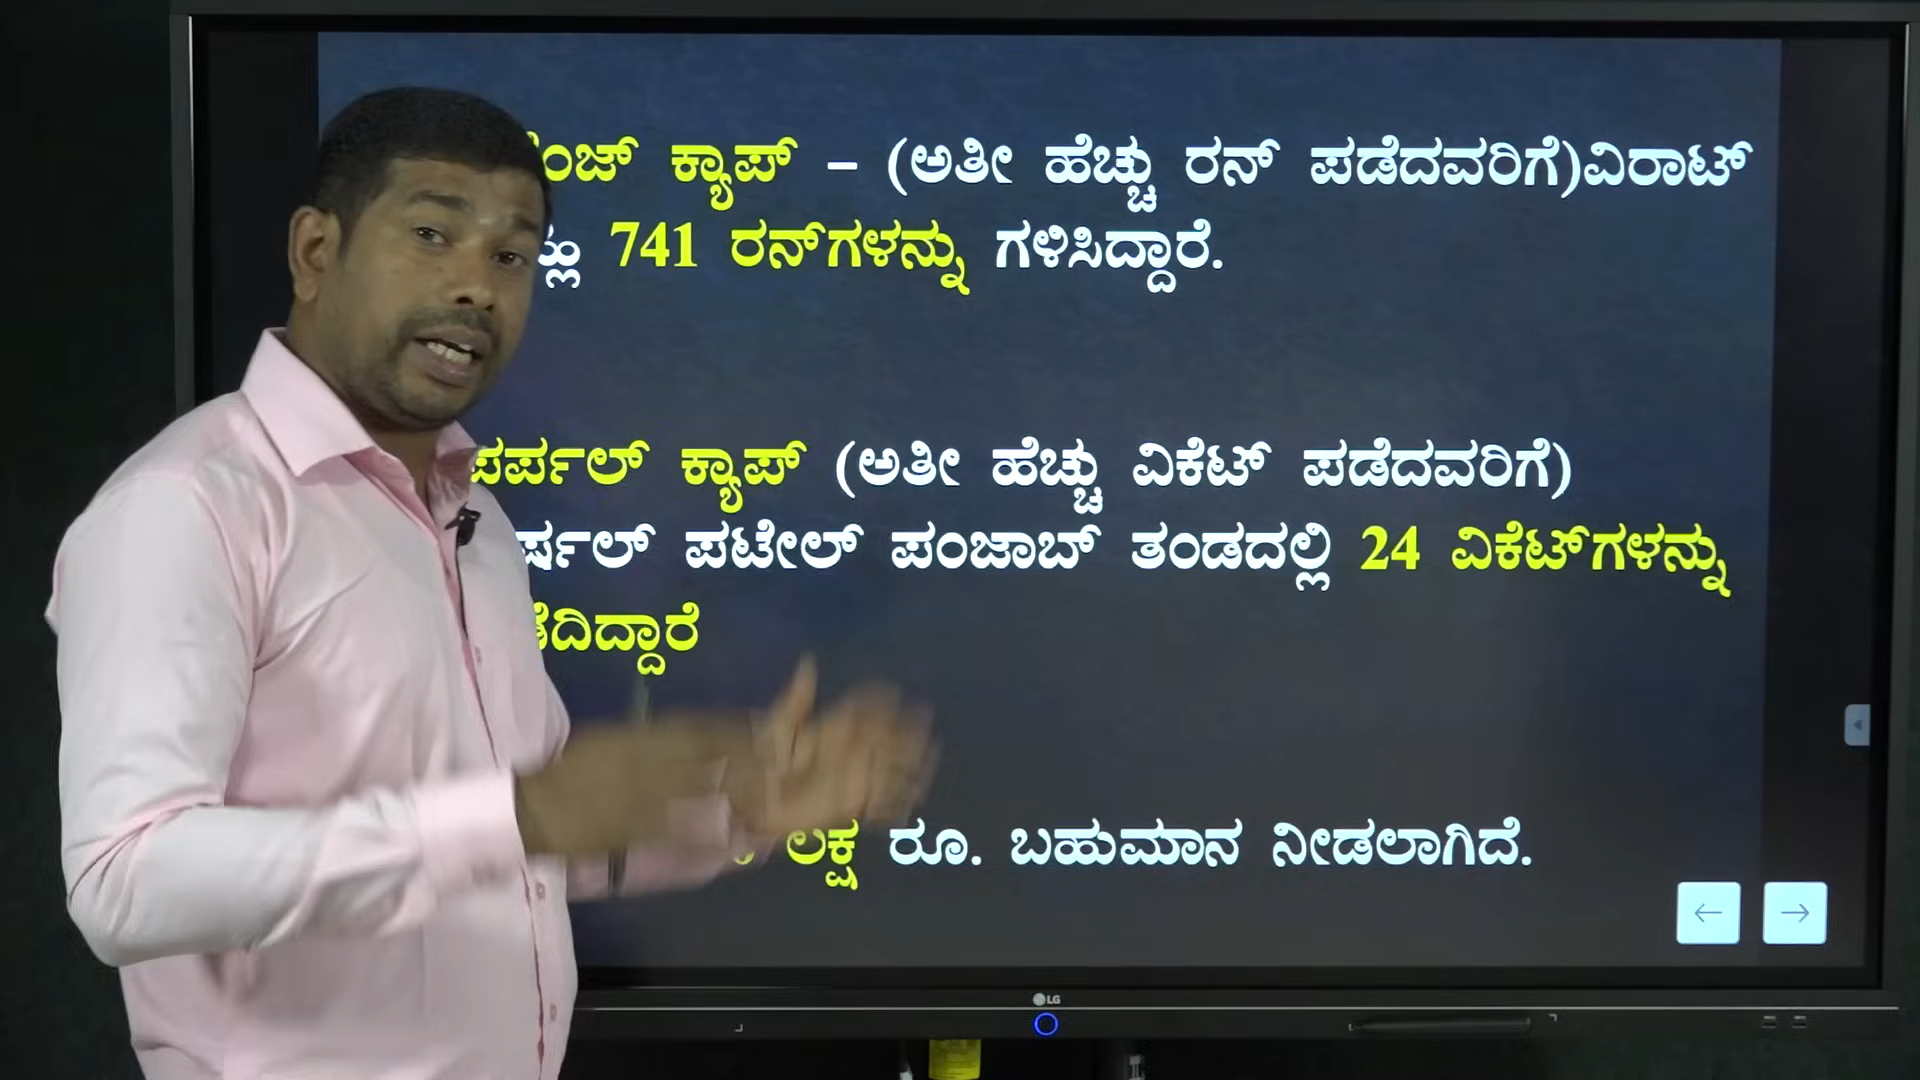 ಕ್ಯಾಪ್ – (ಅತೀ ಹೆಚ್ಚು ರನ್ ಪಡೆದವರಿಗೆ)ವಿರಾಟ್
741 ರನ್‌ಗಳನ್ನು ಗಳಿಸಿದ್ದಾರೆ.
ಪರ್ಪಲ್ ಕ್ಯಾಪ್ (ಅತೀ ಹೆಚ್ಚು ವಿಕೆಟ್ ಪಡೆದವರಿಗೆ)
ಪಟೇಲ್ ಪಂಜಾಬ್ ತಂಡದಲ್ಲಿ 24 ವಿಕೆಟ್‌ಗಳನ್ನು
ಲಕ್ಷ ರೂ. ಬಹುಮಾನ ನೀಡಲಾಗಿದೆ.
LG